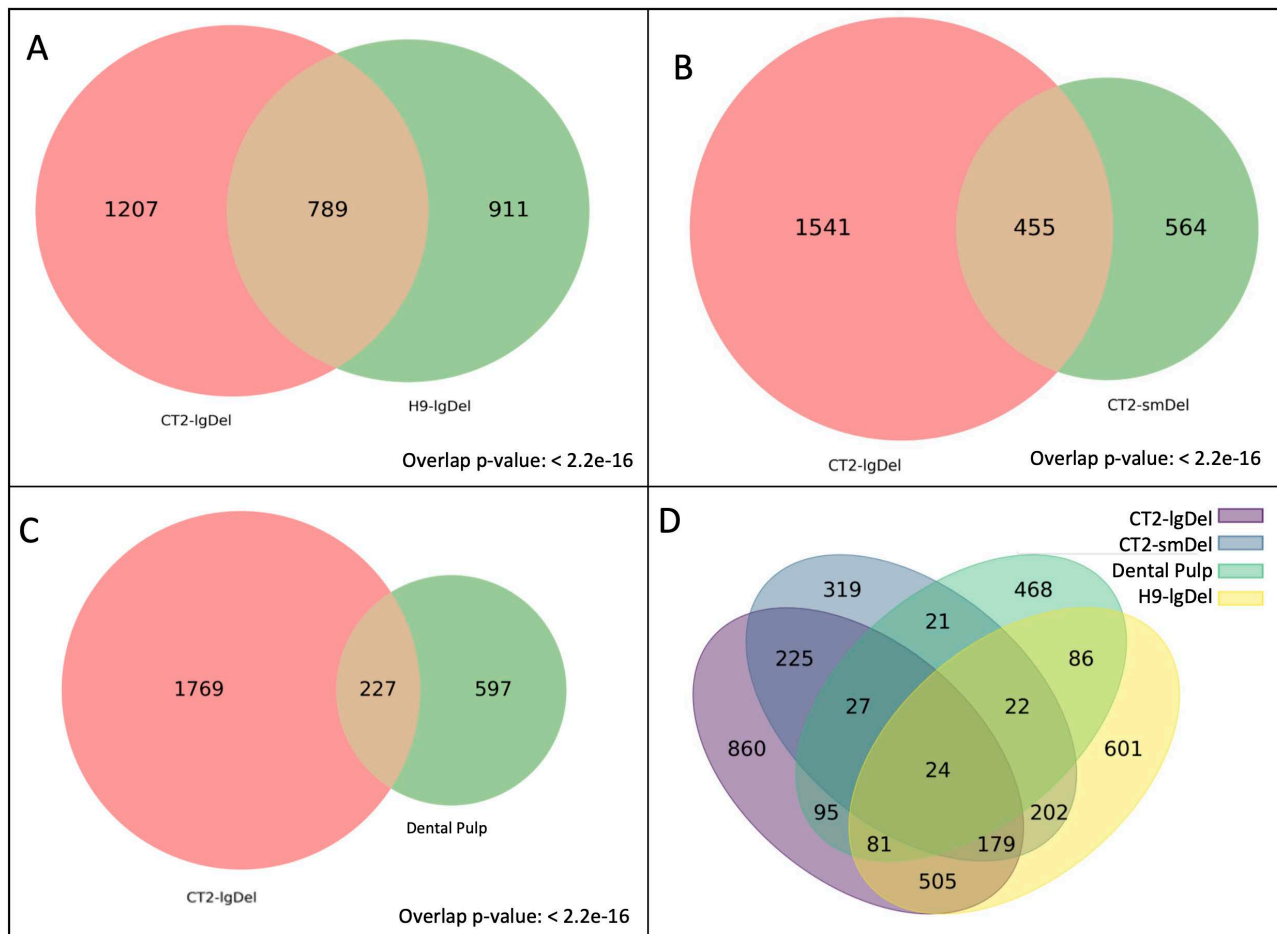 A
1207
789
911
CT2-lgDel
H9-lgDel
Overlap p-value: < 2.2e-16
B
1541
455
564
CT2-smDel
CT2-lgDel
Overlap p-value: < 2.2e-16
C
1769
227
597
Dental Pulp
CT2-lgDel
Overlap p-value: < 2.2e-16
D
CT2-lgDel
CT2-smDel
Dental Pulp
H9-lgDel
319
468
21
225
86
27
22
860
601
24
95
202
81
179
505